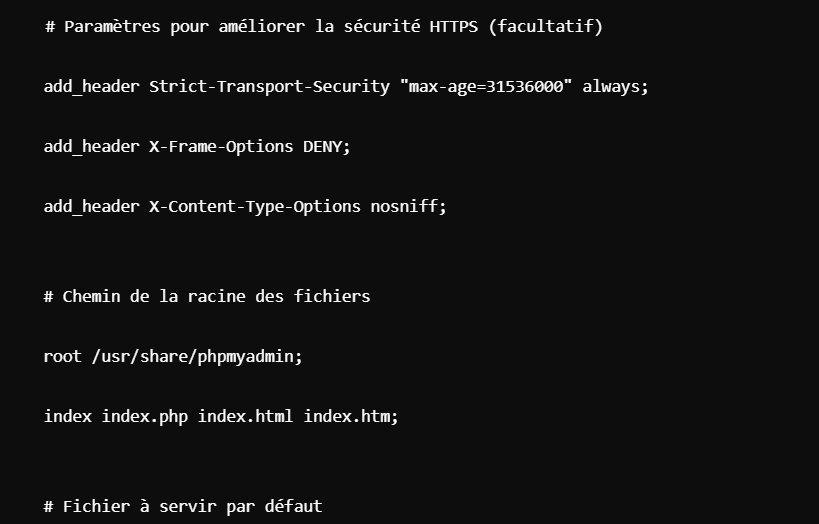 # Paramètres pour améliorer la sécurité HTTPS (facultatif)
add_header Strict-Transport-Security "max-age=31536000" always;
add_header X-Frame-Options DENY;
add_header X-Content-Type-Options nosniff;
# Chemin de la racine des fichiers
root /usr/share/phpmyadmin;
index index.php index.html index.htm;
# Fichier à servir par défaut